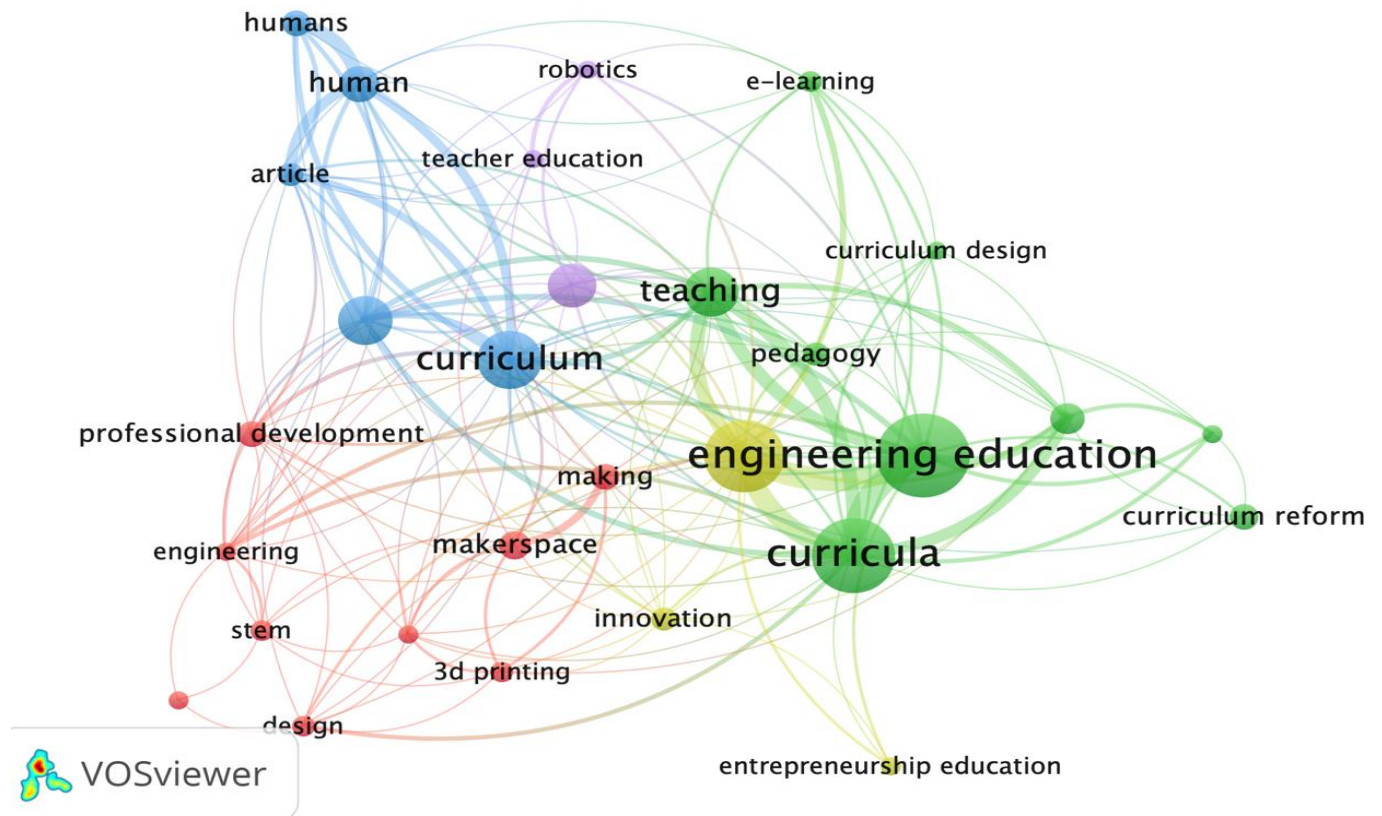 humans
human
robotics
e-learning
teacher education
article
curriculum design
teaching
curriculum
pedagogy
professional development
engineering education
making
curriculum reform
engineering
makerspace
curricula
stem
innovation
3d printing
design
entrepreneurship education
VOSviewer